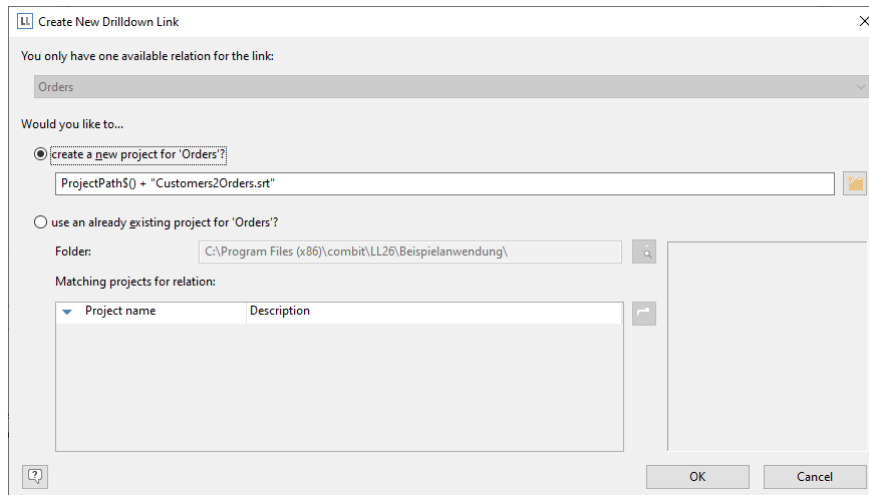 LL Create New Drilldown Link
You only have one available relation for the link:
Orders
Would you like to...
create a new project for 'Orders'?
ProjectPath$() + "Customers2Orders.srt"
use an already existing project for 'Orders'?
Folder: C:\Program Files (x86)\combit\LL26\Beispielanwendung\
Matching projects for relation:
Project name Description
OK Cancel